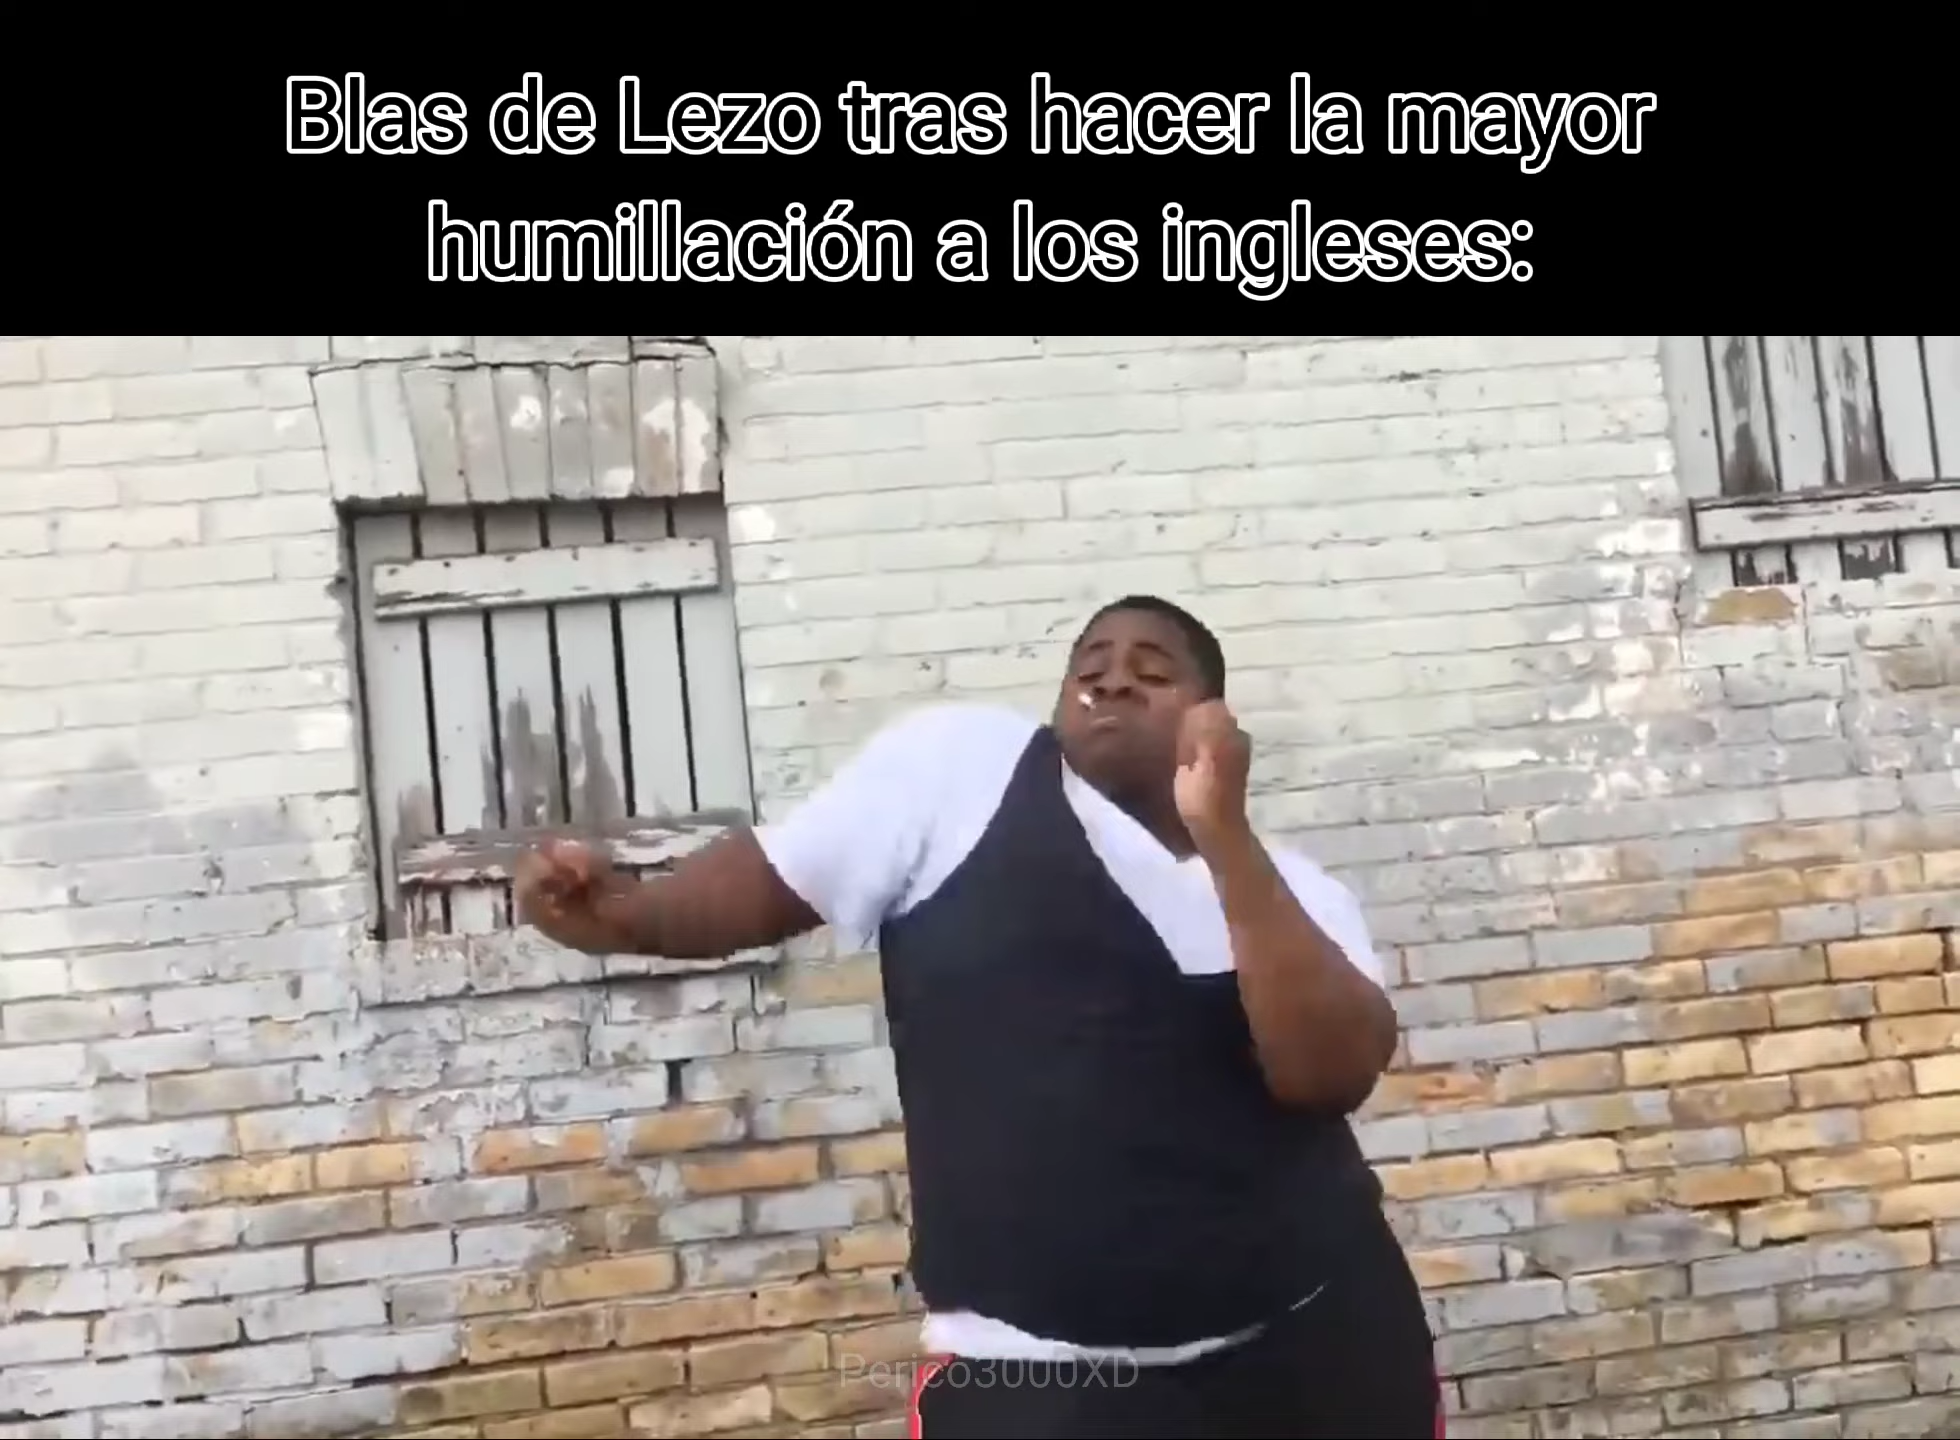 Blas de Lezo tras hacer la mayor
humillación a los ingleses:
Perico3000XD